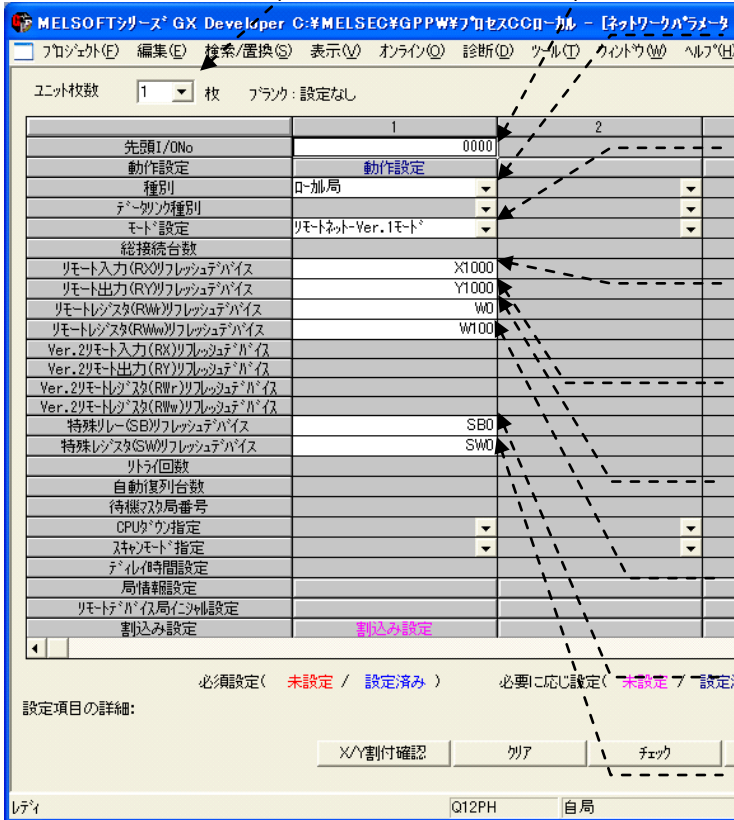 MELSOFTｼﾘｰｽﾞ GX Developer C:¥MELSEC¥GPPW¥ﾌﾟﾛｾｽCCﾛｰｶﾙ - [ﾈｯﾄﾜｰｸﾊﾟﾗﾒｰﾀ
ﾌﾟﾛｼﾞｪｸﾄ(F) 編集(E) 検索/置換(S) 表示(V) ｵﾝﾗｲﾝ(O) 診断(D) ﾂｰﾙ(T) ｳｨﾝﾄﾞｳ(W) ﾍﾙﾌﾟ(H)
ﾕﾆｯﾄ枚数 1 枚 ﾌﾞﾗﾝｸ:設定なし
1 2
先頭I/ONo 0000
動作設定 動作設定
種別 ﾛｰｶﾙ局
ﾃﾞｰﾀﾘﾝｸ種別
ﾓｰﾄﾞ設定 ﾘﾓｰﾄﾈｯﾄ-Ver.1ﾓｰﾄﾞ
総接続台数
ﾘﾓｰﾄ入力(RX)ﾘﾌﾚｯｼｭﾃﾞﾊﾞｲｽ X1000
ﾘﾓｰﾄ出力(RY)ﾘﾌﾚｯｼｭﾃﾞﾊﾞｲｽ Y1000
ﾘﾓｰﾄﾚｼﾞｽﾀ(RWr)ﾘﾌﾚｯｼｭﾃﾞﾊﾞｲｽ W0
ﾘﾓｰﾄﾚｼﾞｽﾀ(RWw)ﾘﾌﾚｯｼｭﾃﾞﾊﾞｲｽ W100
Ver.2ﾘﾓｰﾄ入力(RX)ﾘﾌﾚｯｼｭﾃﾞﾊﾞｲｽ
Ver.2ﾘﾓｰﾄ出力(RY)ﾘﾌﾚｯｼｭﾃﾞﾊﾞｲｽ
Ver.2ﾘﾓｰﾄﾚｼﾞｽﾀ(RWr)ﾘﾌﾚｯｼｭﾃﾞﾊﾞｲｽ
Ver.2ﾘﾓｰﾄﾚｼﾞｽﾀ(RWw)ﾘﾌﾚｯｼｭﾃﾞﾊﾞｲｽ
特殊ﾘﾚｰ(SB)ﾘﾌﾚｯｼｭﾃﾞﾊﾞｲｽ SB0
特殊ﾚｼﾞｽﾀ(SW)ﾘﾌﾚｯｼｭﾃﾞﾊﾞｲｽ SW0
ﾘﾄﾗｲ回数
自動復列台数
待機ﾏｽﾀ局番号
CPUﾀﾞｳﾝ指定
ｽｷｬﾝﾓｰﾄﾞ指定
ﾃﾞｨﾚｲ時間設定
局情報設定
ﾘﾓｰﾄﾃﾞﾊﾞｲｽ局ｲﾆｼｬﾙ設定
割込み設定 割込み設定
必須設定( 未設定 / 設定済み ) 必要に応じ設定( 未設定 / 設定済
設定項目の詳細:
X/Y割付確認 ｸﾘｱ ﾁｪｯｸ
ﾚﾃﾞｨ Q12PH 自局